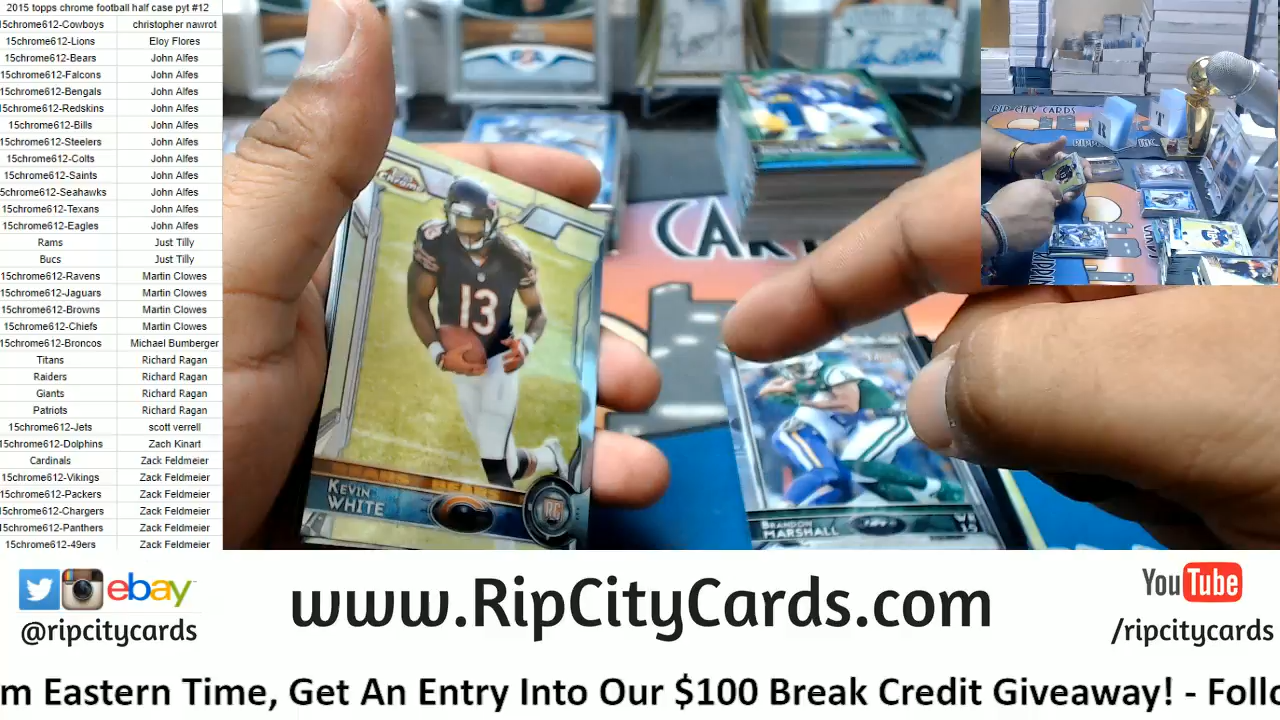 2015 topps chrome football half case pyt #12
15chrome612-Cowboys christopher nawrot
15chrome612-Lions Eloy Flores
15chrome612-Bears John Alfes
15chrome612-Falcons John Alfes
15chrome612-Bengals John Alfes
15chrome612-Redskins John Alfes
15chrome612-Bills John Alfes
15chrome612-Steelers John Alfes
15chrome612-Colts John Alfes
15chrome612-Saints John Alfes
15chrome612-Seahawks John Alfes
15chrome612-Texans John Alfes
15chrome612-Eagles John Alfes
Rams Just Tilly
Bucs Just Tilly
15chrome612-Ravens Martin Clowes
15chrome612-Jaguars Martin Clowes
15chrome612-Browns Martin Clowes
15chrome612-Chiefs Martin Clowes
15chrome612-Broncos Michael Bumberger
Titans Richard Ragan
Raiders Richard Ragan
Giants Richard Ragan
Patriots Richard Ragan
15chrome612-Jets scott verrell
15chrome612-Dolphins Zach Kinart
Cardinals Zack Feldmeier
15chrome612-Vikings Zack Feldmeier
15chrome612-Packers Zack Feldmeier
15chrome612-Chargers Zack Feldmeier
15chrome612-Panthers Zack Feldmeier
15chrome612-49ers Zack Feldmeier
Chrome
13
KEVIN
WHITE
RC
BRANDON
MARSHALL
CAR
RIP CITY CARDS
ebay
@ripcitycards
www.RipCityCards.com
YouTube
/ripcitycards
m Eastern Time, Get An Entry Into Our $100 Break Credit Giveaway! - Follo